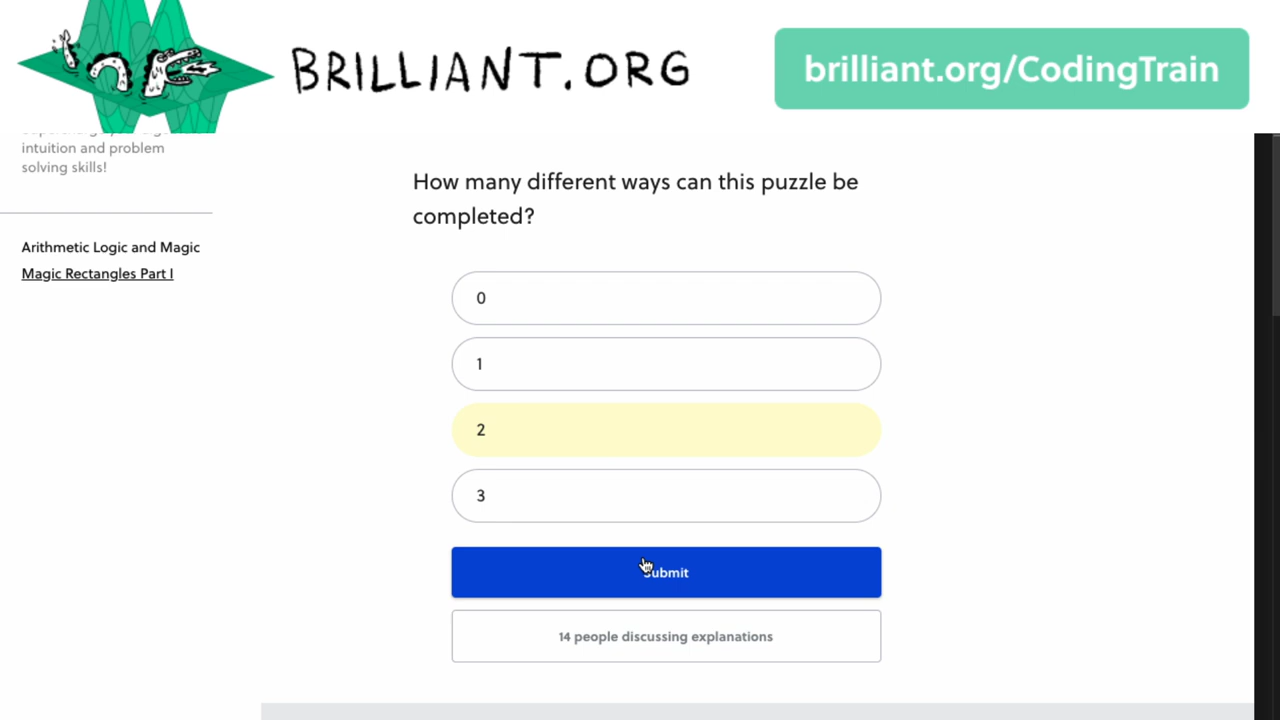 BRILLIANT.ORG
brilliant.org/CodingTrain
intuition and problem
solving skills!
Arithmetic Logic and Magic
Magic Rectangles Part I
How many different ways can this puzzle be
completed?
0
1
2
3
Submit
14 people discussing explanations